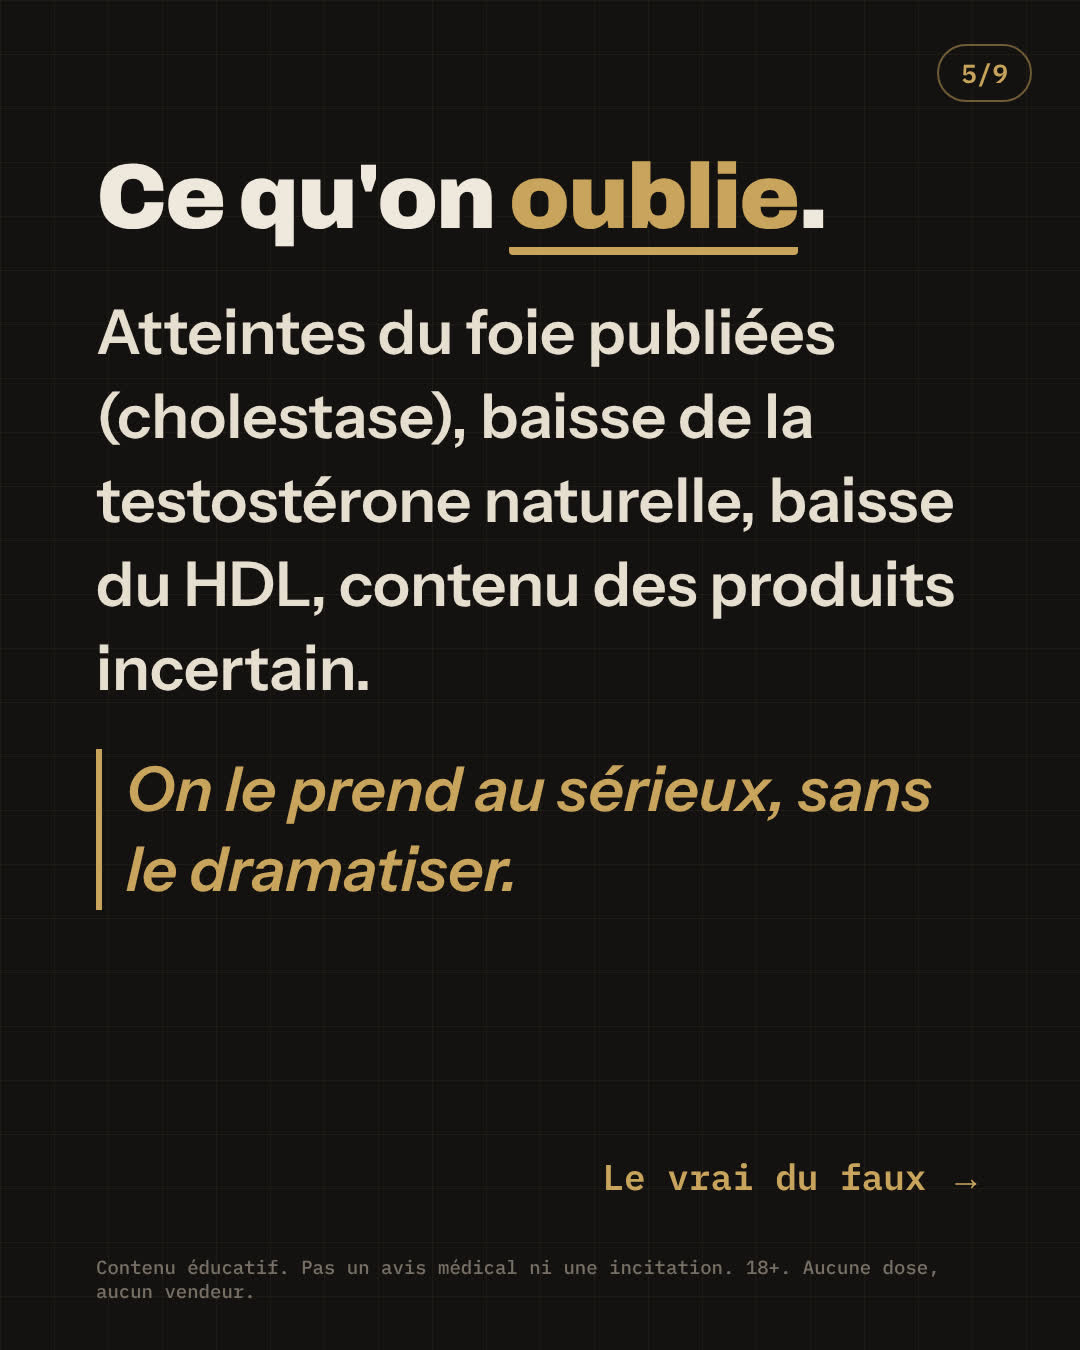 5/9
Ce qu'on oublie.
Atteintes du foie publiées
(cholestase), baisse de la
testostérone naturelle, baisse
du HDL, contenu des produits
incertain.
On le prend au sérieux, sans
le dramatiser.
Le vrai du faux →
Contenu éducatif. Pas un avis médical ni une incitation. 18+. Aucune dose,
aucun vendeur.